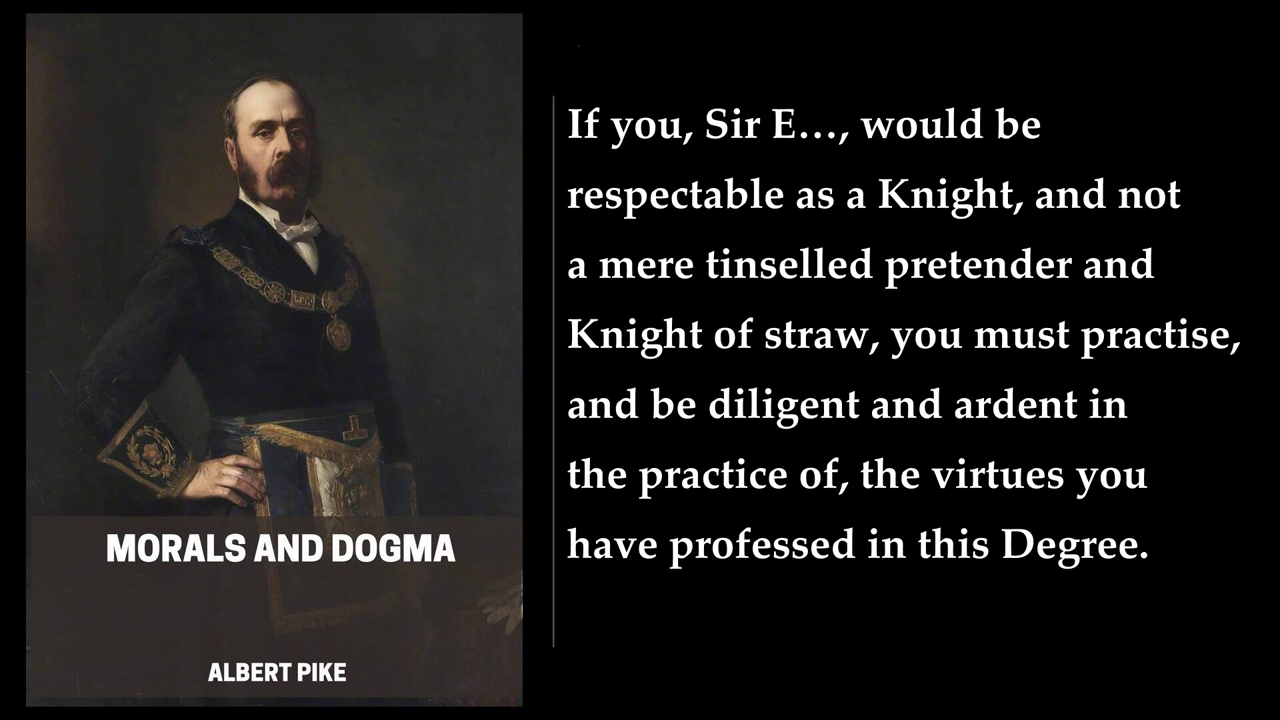 MORALS AND DOGMA
ALBERT PIKE
If you, Sir E…, would be
respectable as a Knight, and not
a mere tinselled pretender and
Knight of straw, you must practise,
and be diligent and ardent in
the practice of, the virtues you
have professed in this Degree.